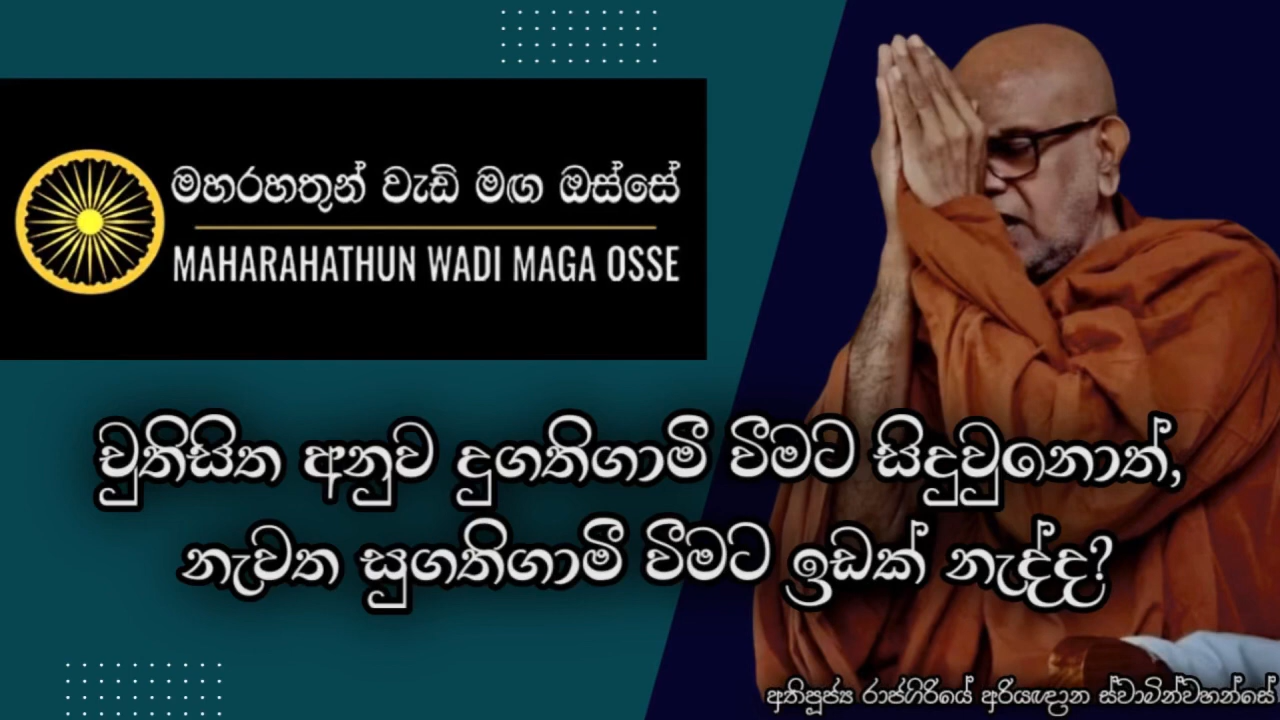 මහරහතුන් වැඩි මඟ ඔස්සේ
MAHARAHATHUN WADI MAGA OSSE
චුතිසිත අනුව දුගතිගාමී වීමට සිදුවුනොත්,
නැවත සුගතිගාමී වීමට ඉඩක් නැද්ද?
අතිපූජ්‍ය රාජගිරියේ අරියඥාන ස්වාමින්වහන්සේ